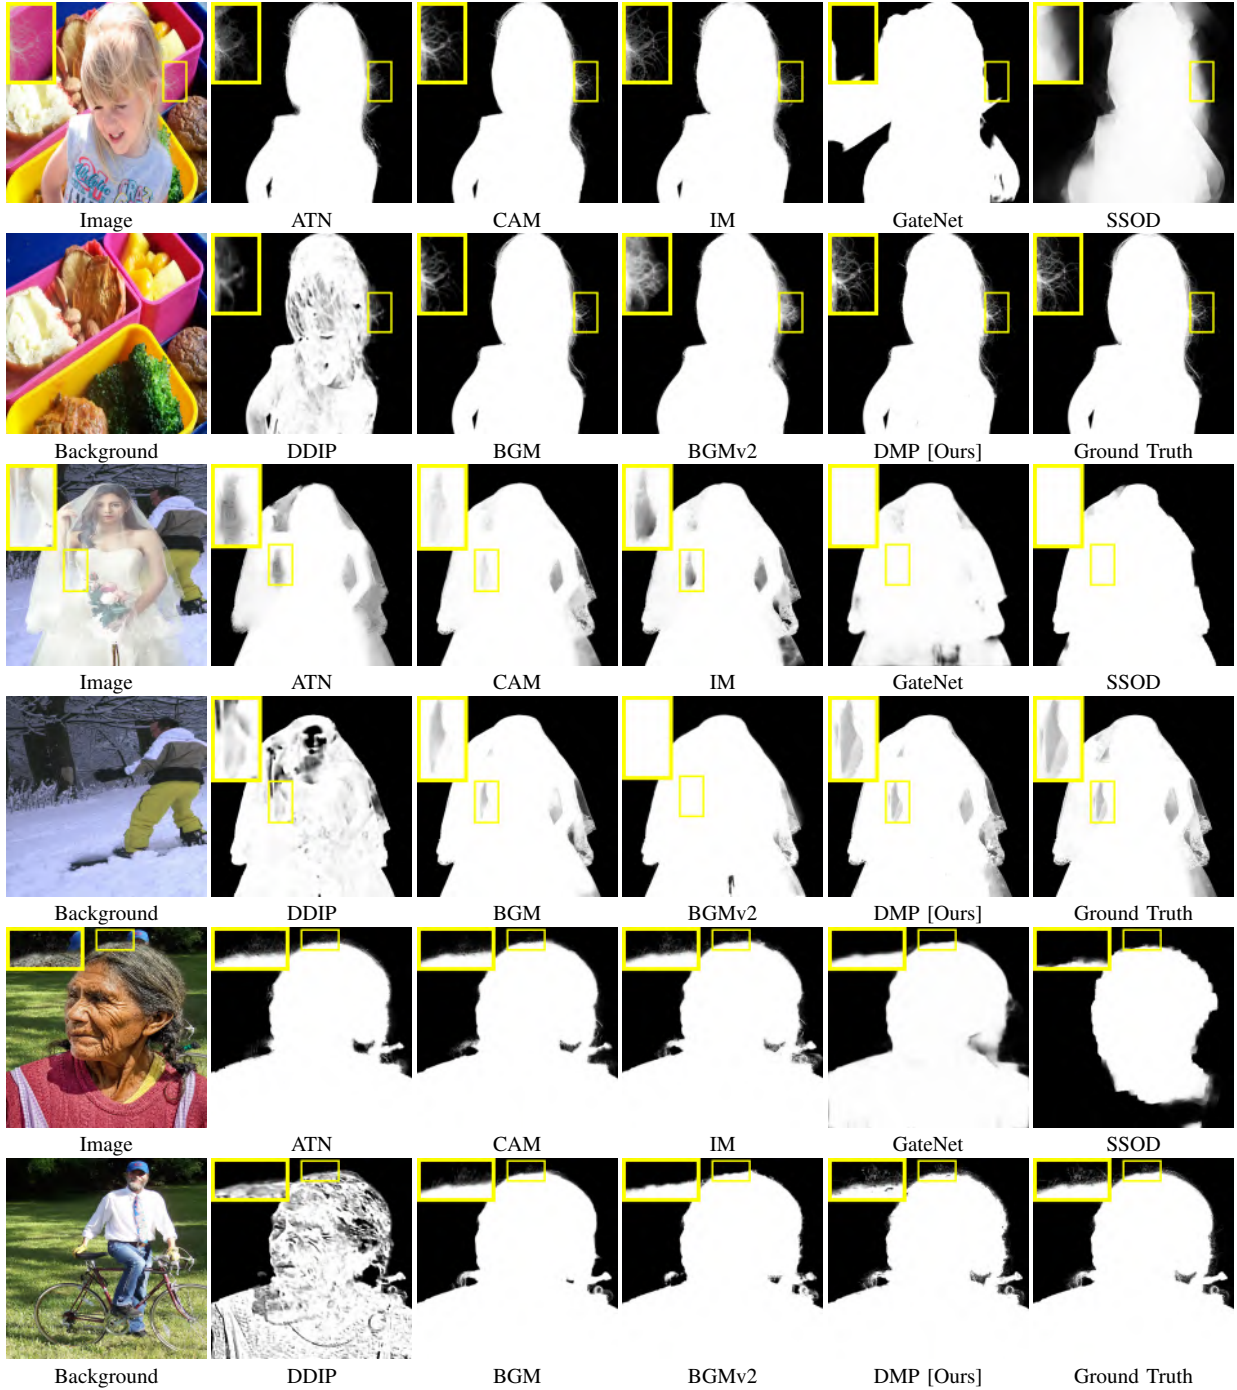 Image ATN CAM IM GateNet SSOD
Background DDIP BGM BGMv2 DMP [Ours] Ground Truth
Image ATN CAM IM GateNet SSOD
Background DDIP BGM BGMv2 DMP [Ours] Ground Truth
Image ATN CAM IM GateNet SSOD
Background DDIP BGM BGMv2 DMP [Ours] Ground Truth